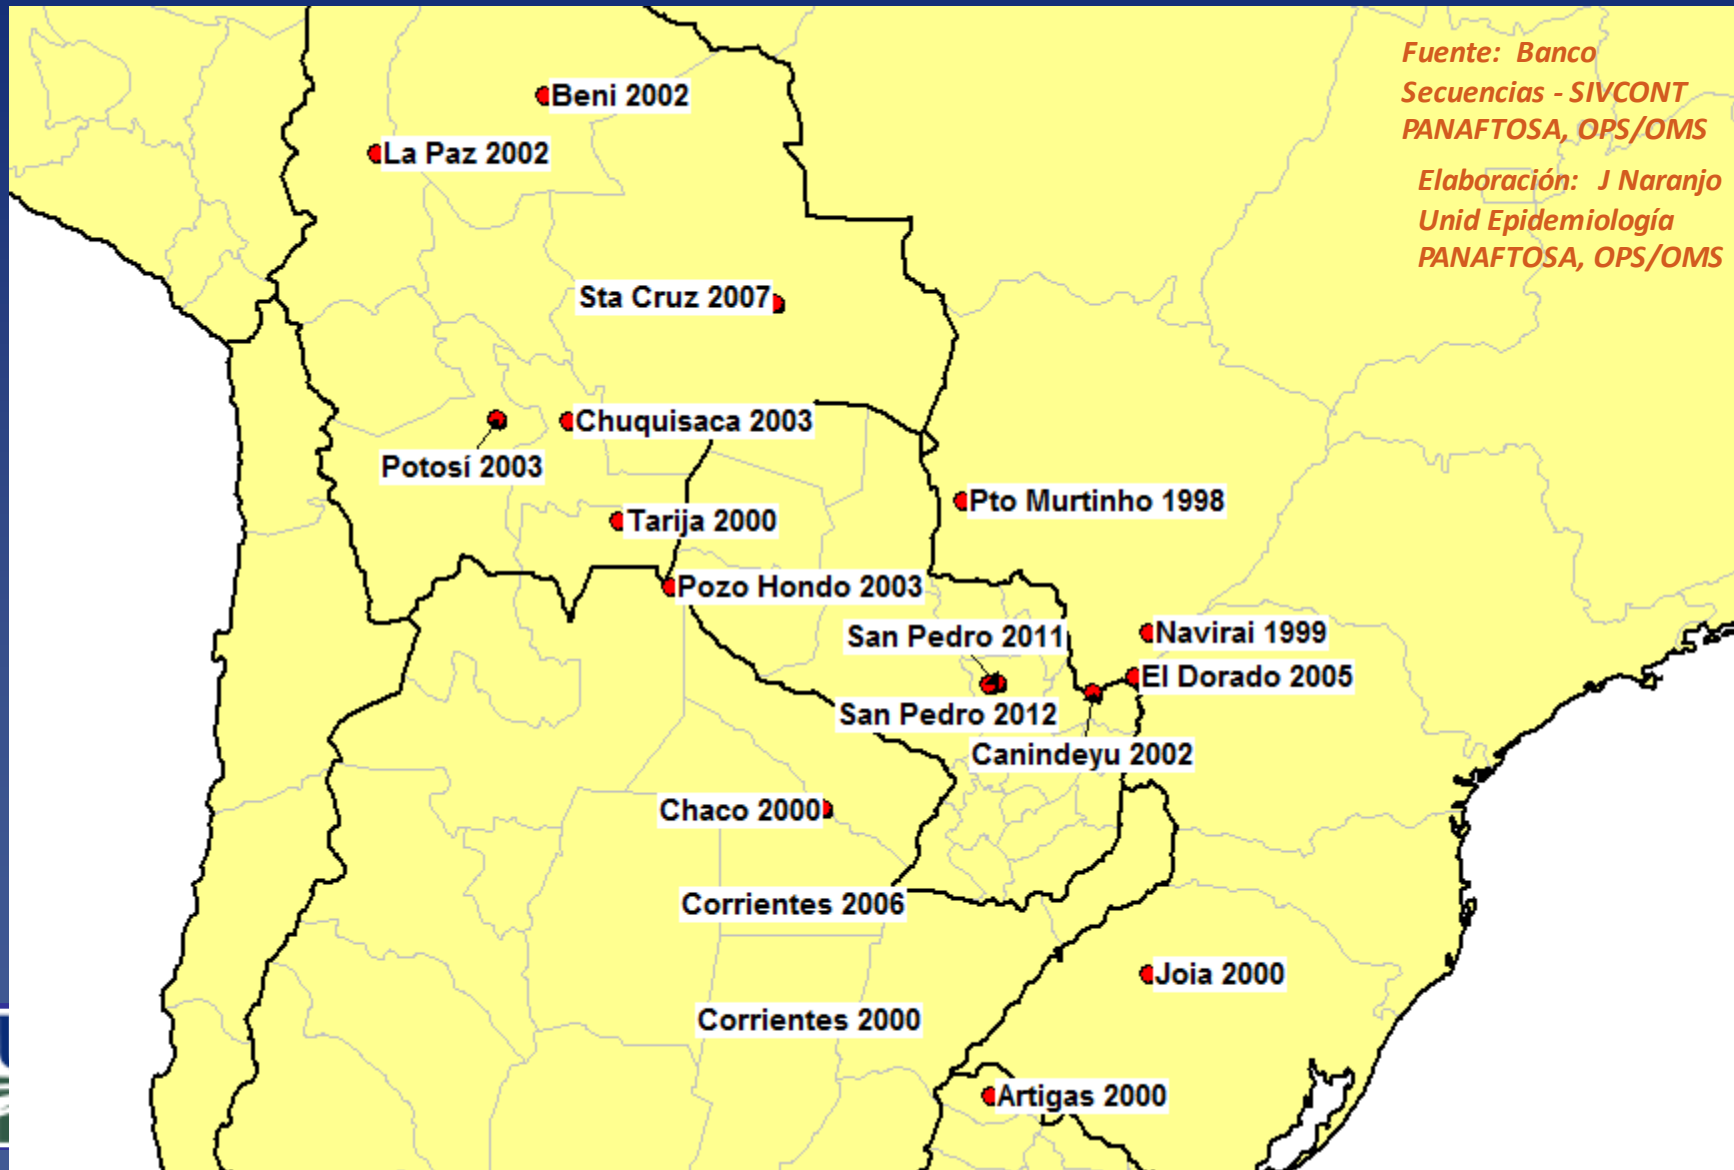 Fuente: Banco
Secuencias - SIVCONT
PANAFTOSA, OPS/OMS
Elaboración: J Naranjo
Unid Epidemiología
PANAFTOSA, OPS/OMS
Beni 2002
La Paz 2002
Sta Cruz 2007
Chuquisaca 2003
Potosí 2003
Pto Murtinho 1998
Tarija 2000
Pozo Hondo 2003
San Pedro 2011
Navirai 1999
El Dorado 2005
San Pedro 2012
Canindeyu 2002
Chaco 2000
Corrientes 2006
Joia 2000
Corrientes 2000
Artigas 2000